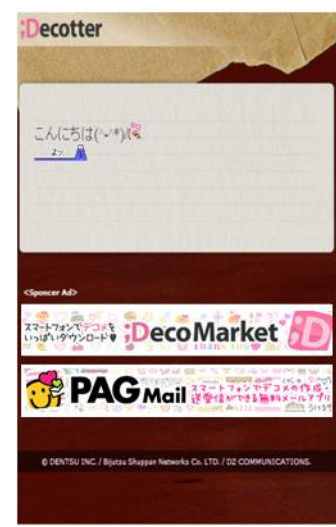 ;Decotter
こんにちは(^-^*)/
よッ
<Sponcer Ad>
スマートフォンでデコメを
いっぱいダウンロード♥
;DecoMarket ;D
PAG Mail
スマートフォンでデコメの作成・
送受信ができる無料メールアプリ
© DENTSU INC. / Bijutsu Shuppan Networks Co. LTD. / D2 COMMUNICATIONS.